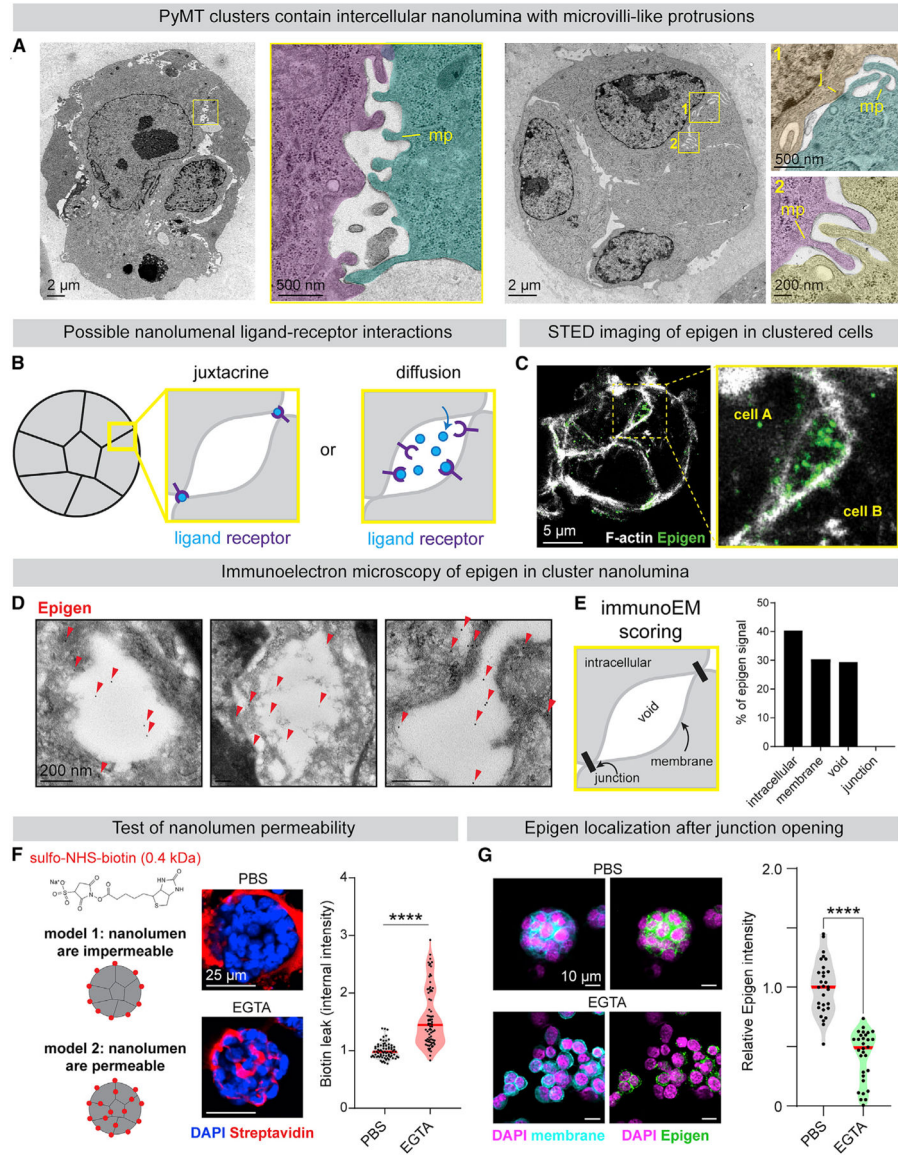 PyMT clusters contain intercellular nanolumina with microvilli-like protrusions
A
2 µm
mp
500 nm
1
2
2 µm
1
j
mp
500 nm
2
mp
200 nm
Possible nanolumenal ligand-receptor interactions
STED imaging of epigen in clustered cells
B
juxtacrine
or
diffusion
ligand receptor
ligand receptor
C
5 µm
F-actin Epigen
cell A
cell B
Immunoelectron microscopy of epigen in cluster nanolumina
D
Epigen
200 nm
E
immunoEM
scoring
intracellular
void
membrane
junction
% of epigen signal
50
40
30
20
10
0
intracellular
membrane
void
junction
Test of nanolumen permeability
Epigen localization after junction opening
F
sulfo-NHS-biotin (0.4 kDa)
model 1: nanolumen
are impermeable
model 2: nanolumen
are permeable
PBS
25 µm
EGTA
DAPI Streptavidin
Biotin leak (internal intensity)
4
3
2
1
0
****
PBS
EGTA
G
PBS
10 µm
EGTA
DAPI membrane
DAPI Epigen
Relative Epigen intensity
2.0
1.0
0
****
PBS
EGTA